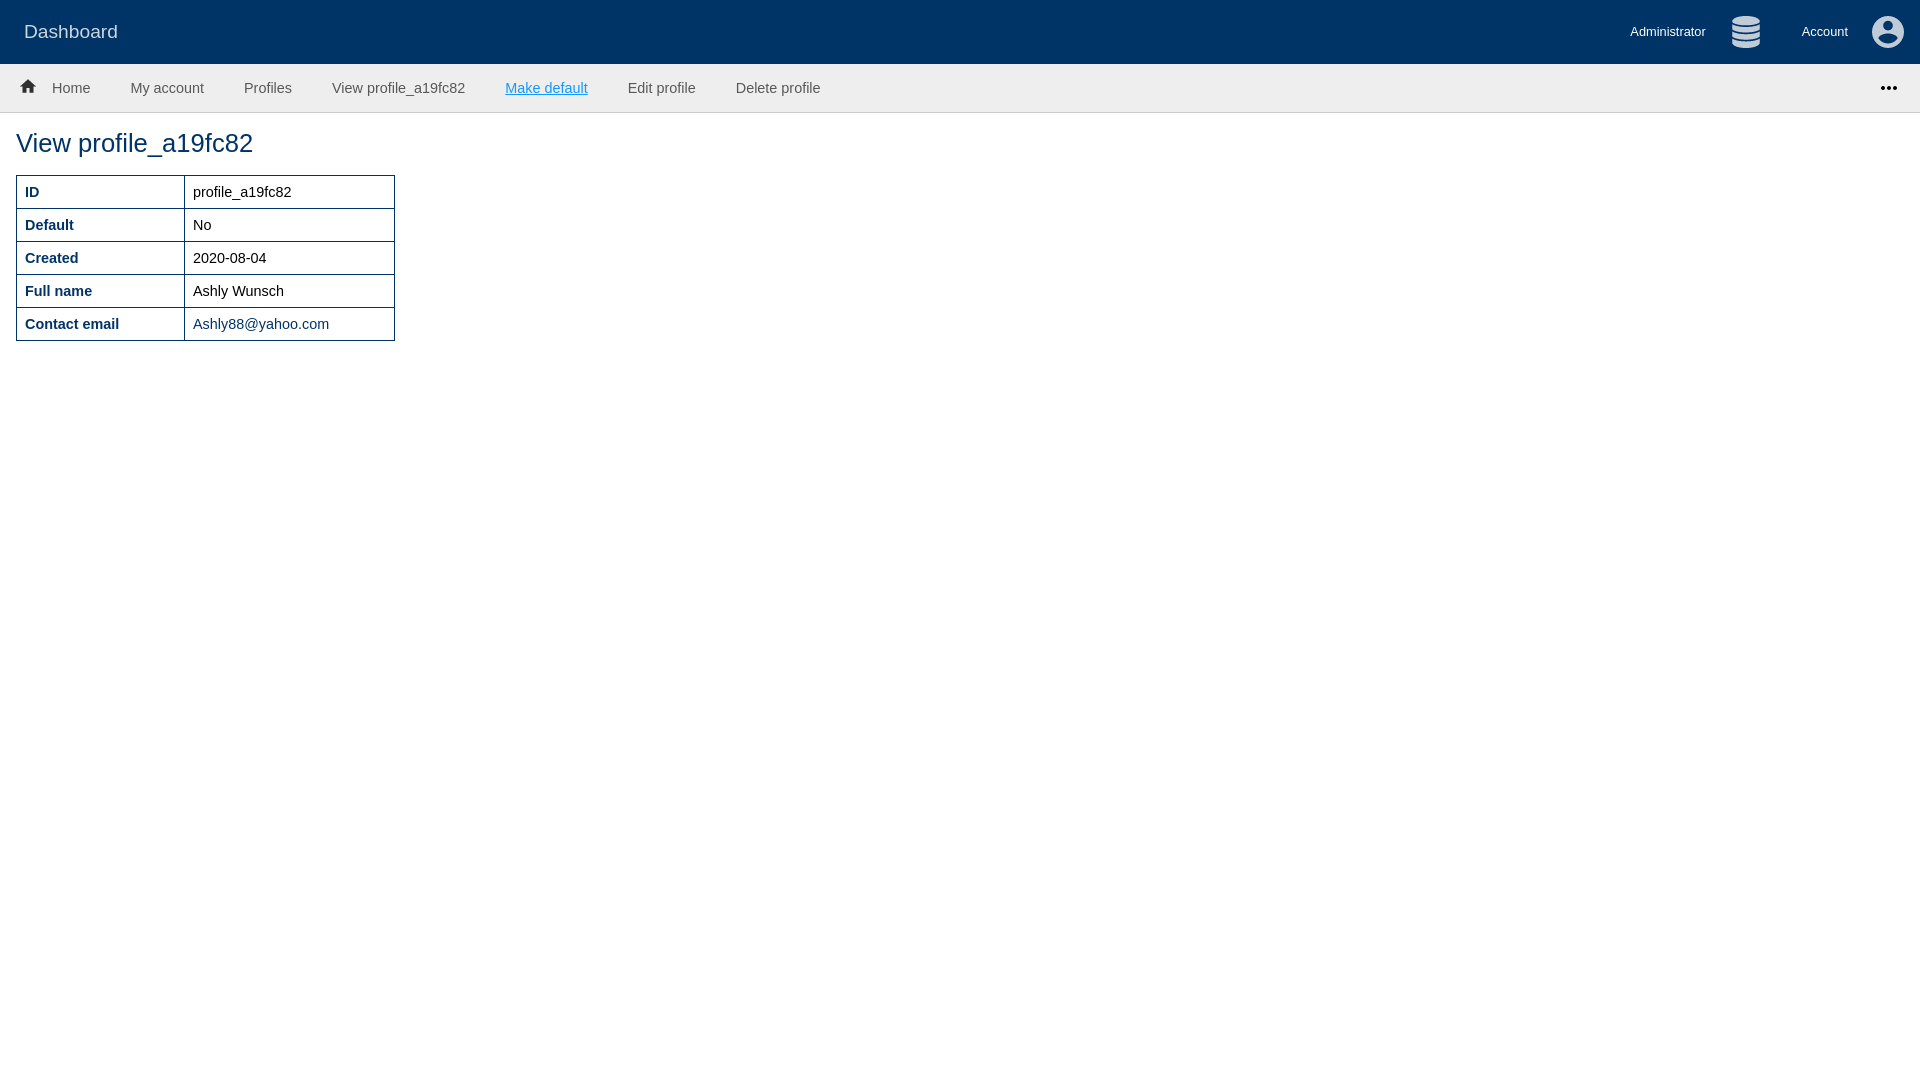 Dashboard
Administrator
Account
Home
My account
Profiles
View profile_a19fc82
Make default
Edit profile
Delete profile
View profile_a19fc82
ID profile_a19fc82
Default No
Created 2020-08-04
Full name Ashly Wunsch
Contact email Ashly88@yahoo.com